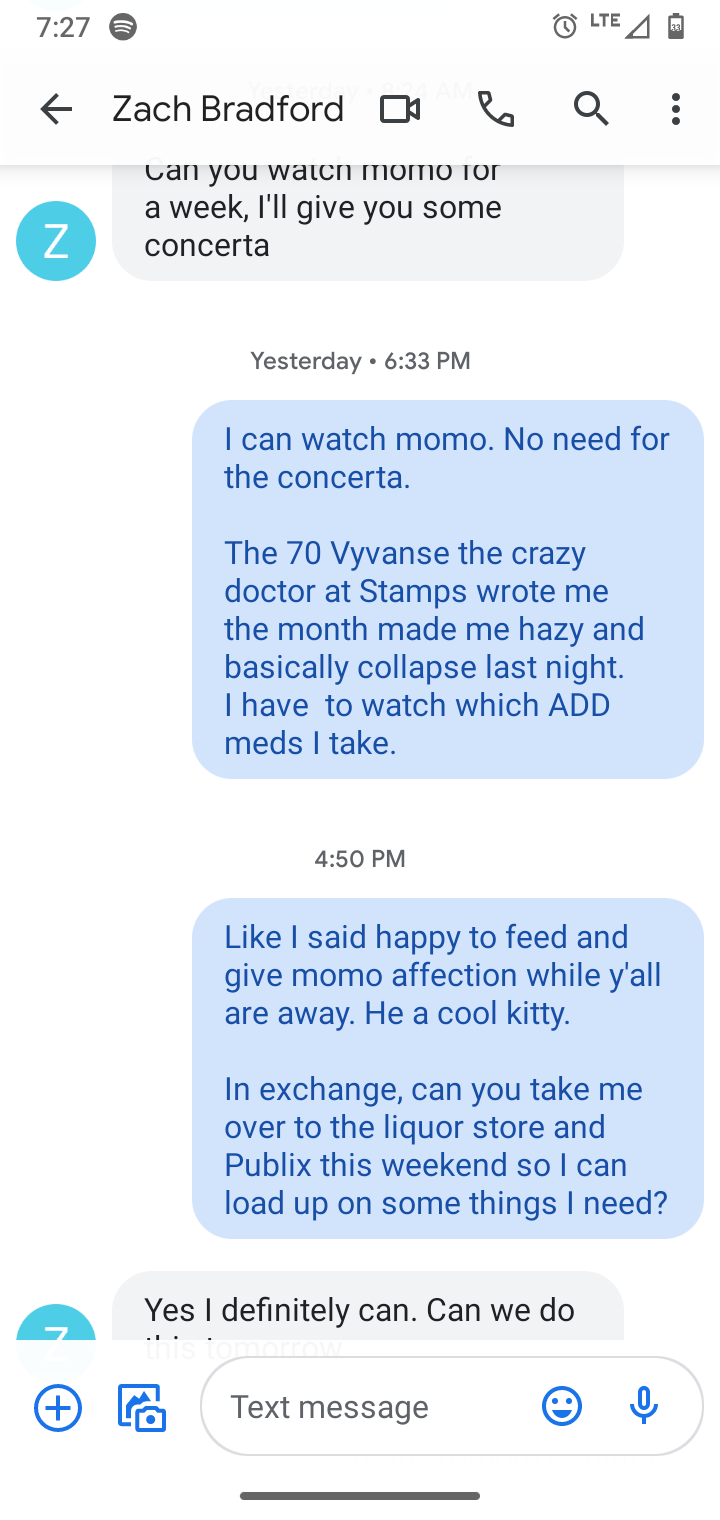 7:27
LTE
33
Yesterday • 8:24 AM
Zach Bradford
Can you watch momo for
a week, I'll give you some
concerta
Z
Yesterday • 6:33 PM
I can watch momo. No need for
the concerta.
The 70 Vyvanse the crazy
doctor at Stamps wrote me
the month made me hazy and
basically collapse last night.
I have  to watch which ADD
meds I take.
4:50 PM
Like I said happy to feed and
give momo affection while y'all
are away. He a cool kitty.
In exchange, can you take me
over to the liquor store and
Publix this weekend so I can
load up on some things I need?
Yes I definitely can. Can we do
this tomorrow
Z
Text message